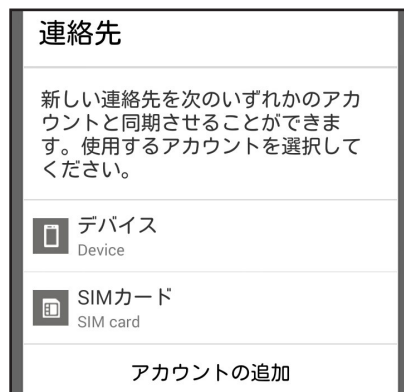 連絡先
新しい連絡先を次のいずれかのアカ
ウントと同期させることができま
す。使用するアカウントを選択して
ください。
デバイス
Device
SIMカード
SIM card
アカウントの追加